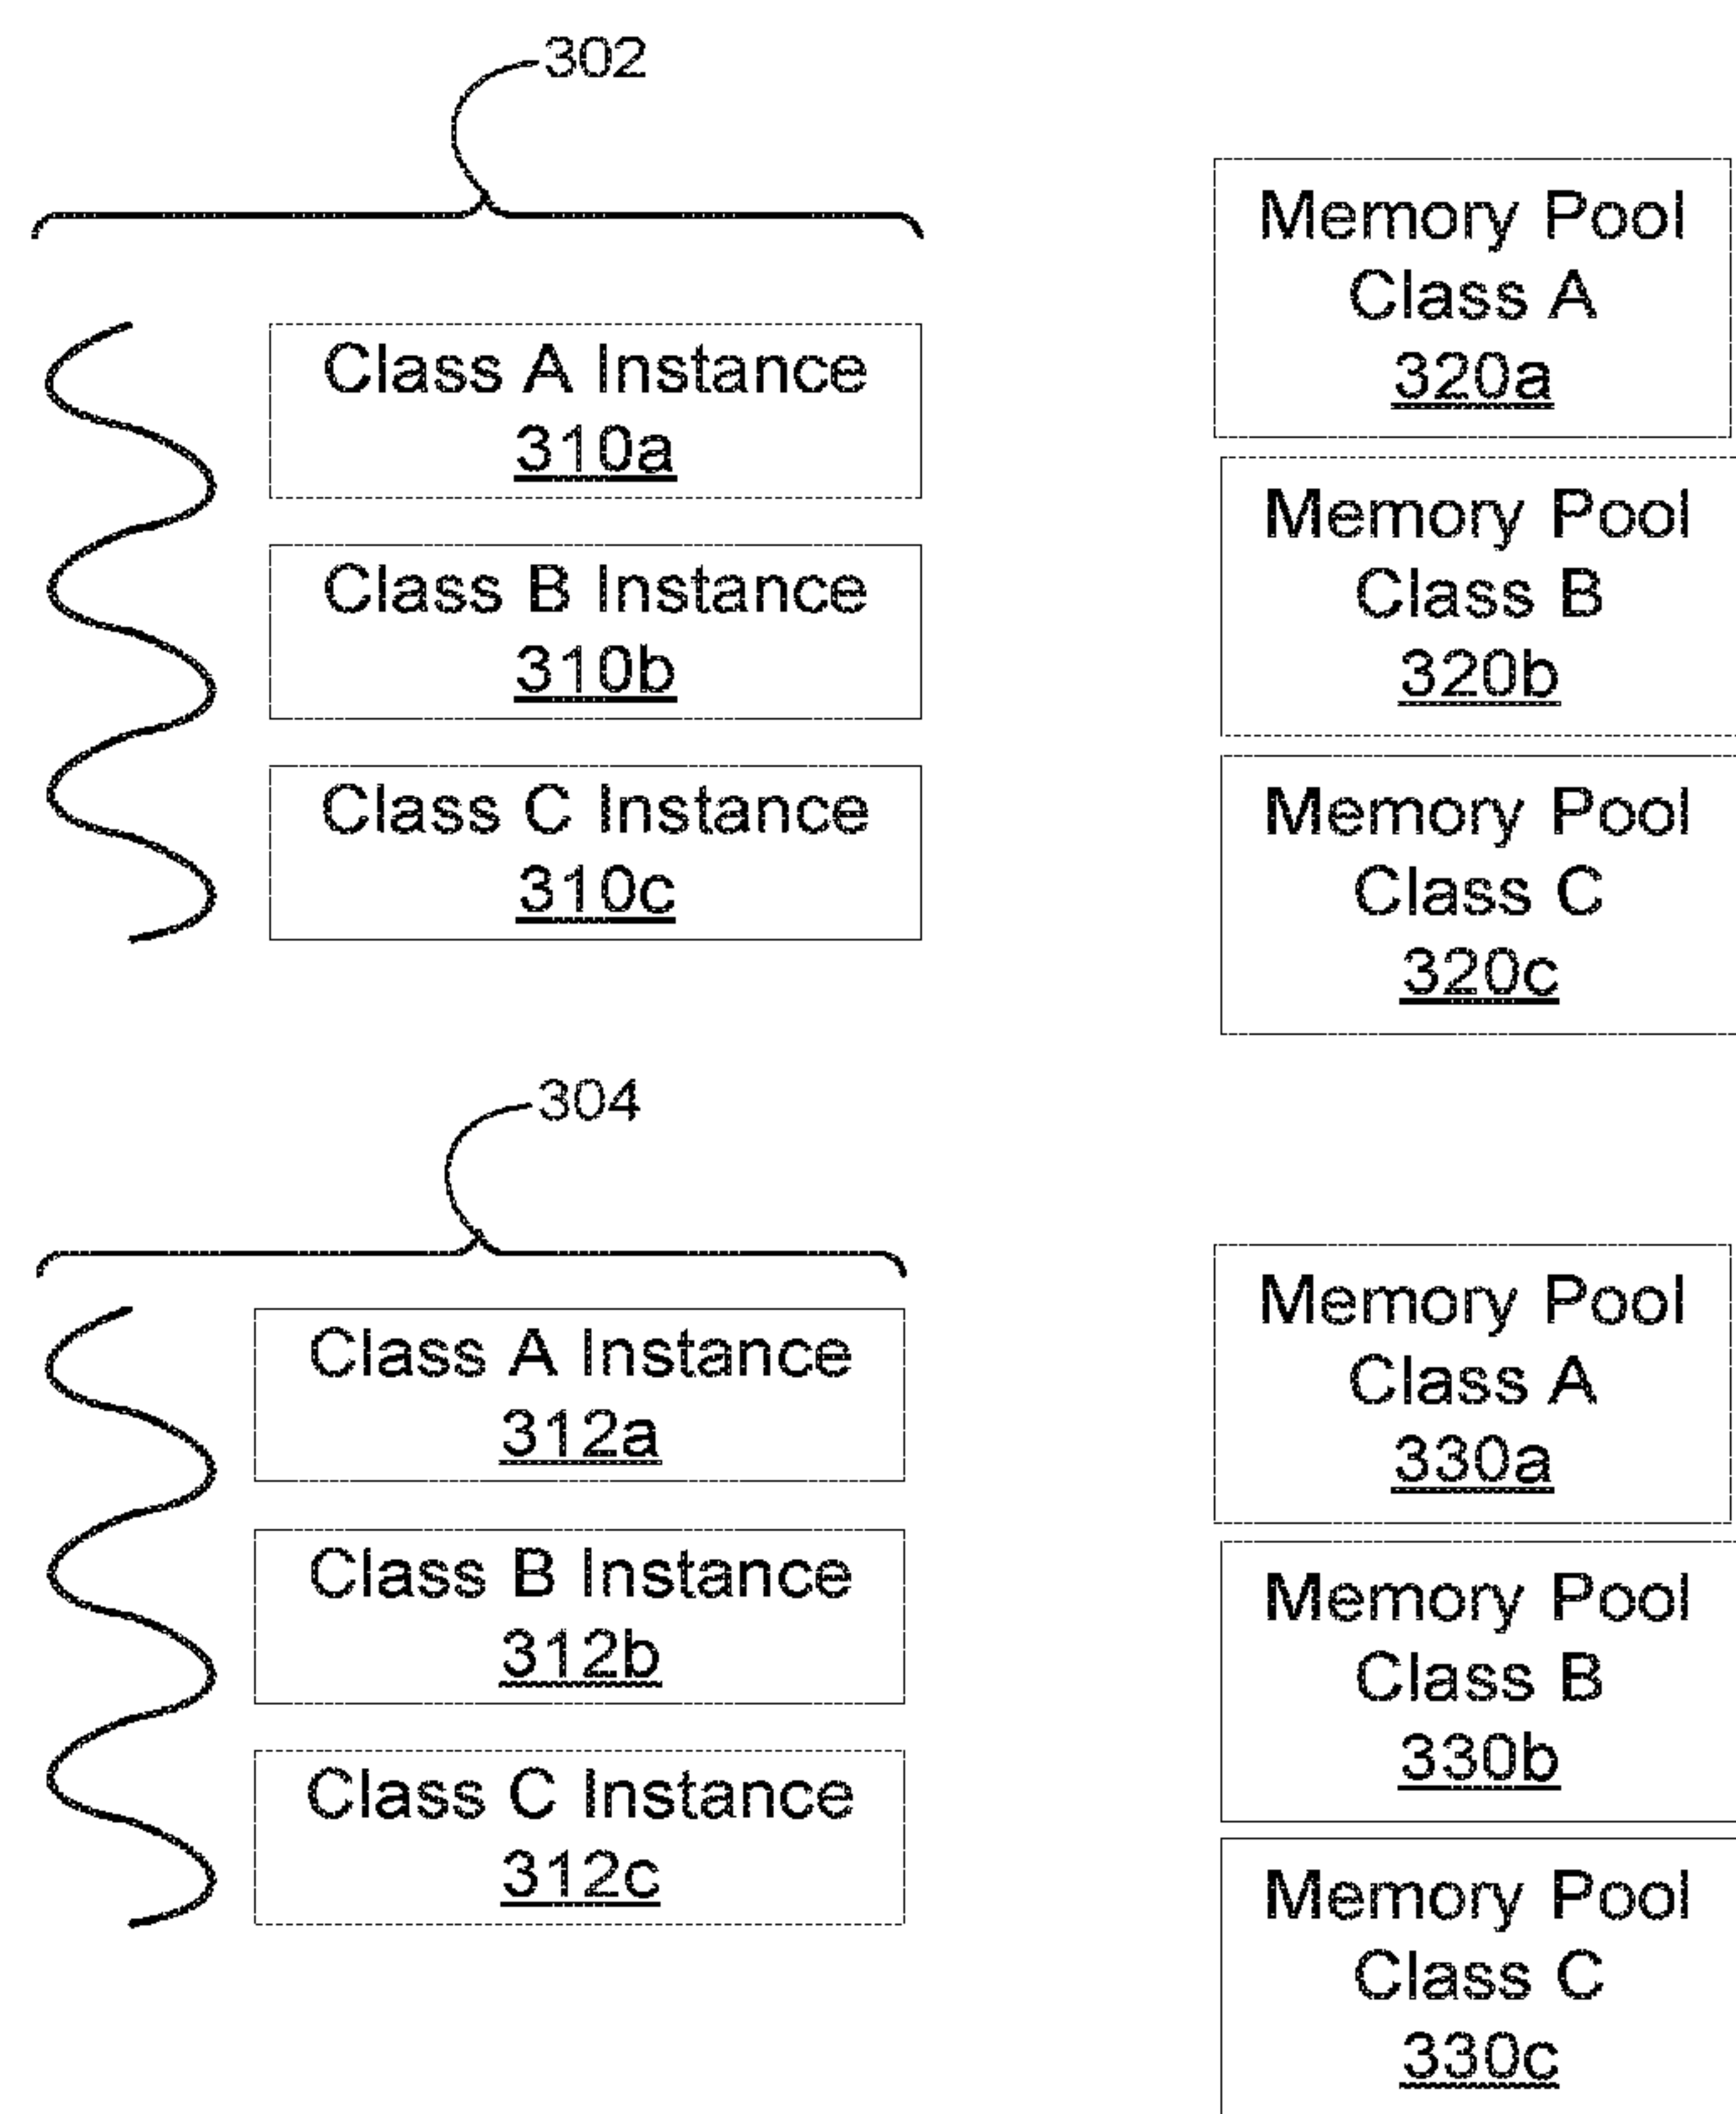 302
Class A Instance
310a
Class B Instance
310b
Class C Instance
310c
Memory Pool
Class A
320a
Memory Pool
Class B
320b
Memory Pool
Class C
320c
304
Class A Instance
312a
Class B Instance
312b
Class C Instance
312c
Memory Pool
Class A
330a
Memory Pool
Class B
330b
Memory Pool
Class C
330c